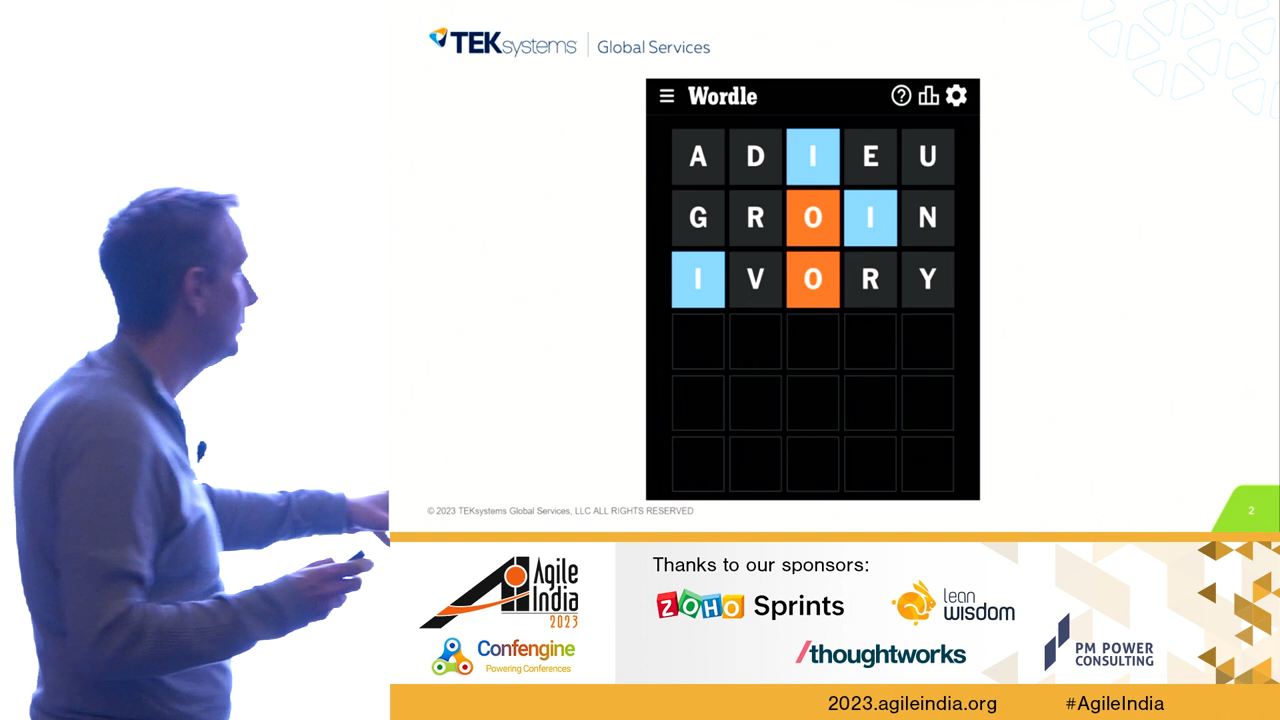 TEKsystems | Global Services
Wordle
A D I E U
G R O I N
I V O R Y
© 2023 TEKsystems Global Services, LLC ALL RIGHTS RESERVED
2
Agile
India
2023
Confengine
Powering Conferences
Thanks to our sponsors:
ZOHO Sprints
lean
wisdom
/thoughtworks
PM POWER
CONSULTING
2023.agileindia.org #AgileIndia